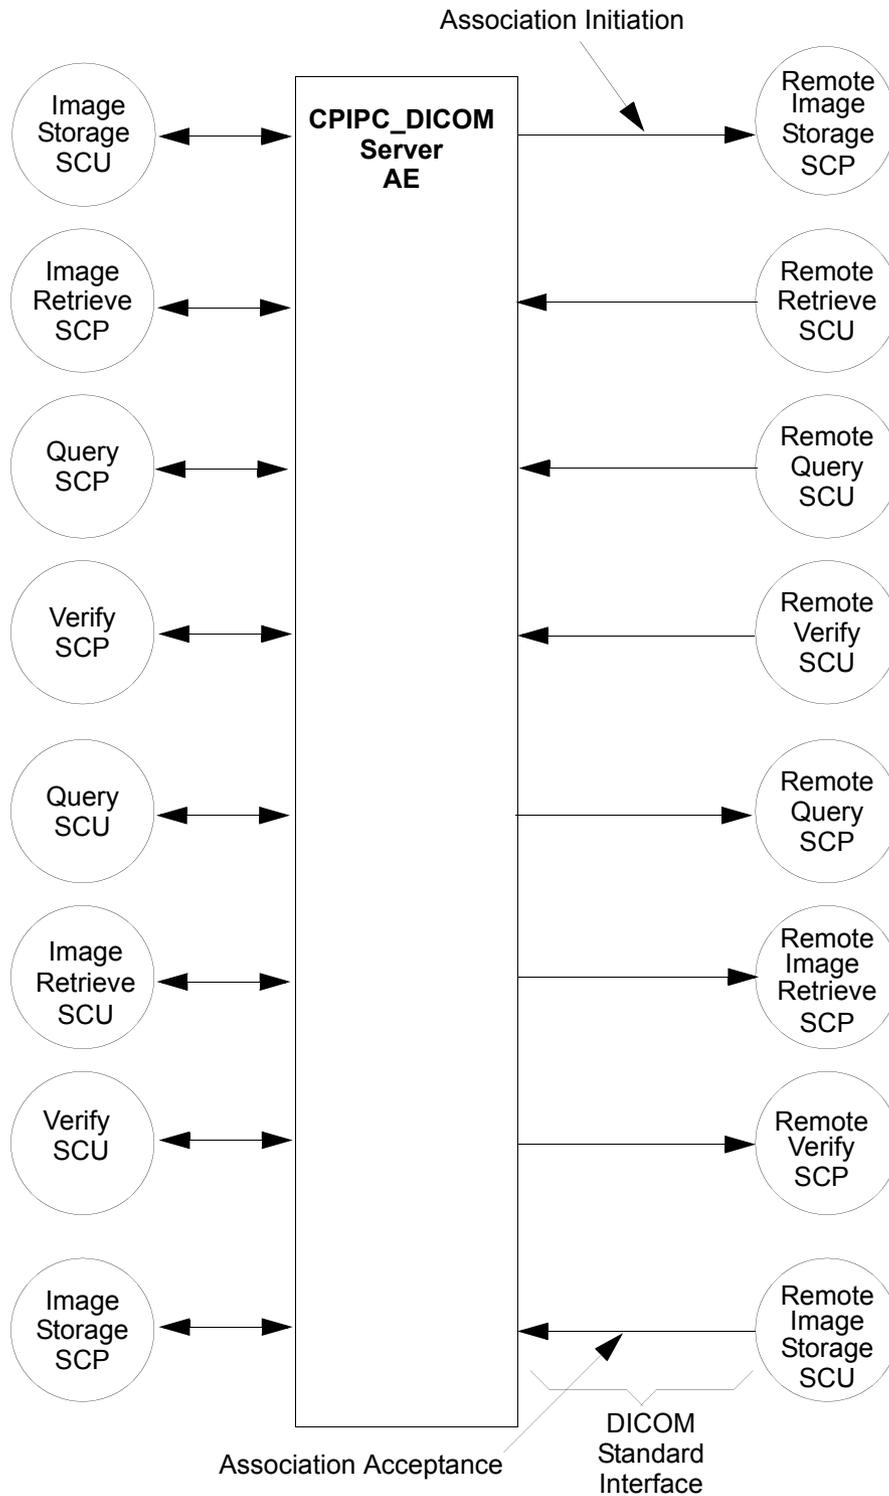 Association Initiation
Image
Storage
SCU
CPIPC_DICOM
Server
AE
Remote
Image
Storage
SCP
Image
Retrieve
SCP
Remote
Retrieve
SCU
Query
SCP
Remote
Query
SCU
Verify
SCP
Remote
Verify
SCU
Query
SCU
Remote
Query
SCP
Image
Retrieve
SCU
Remote
Image
Retrieve
SCP
Verify
SCU
Remote
Verify
SCP
Image
Storage
SCP
Remote
Image
Storage
SCU
Association Acceptance
DICOM
Standard
Interface